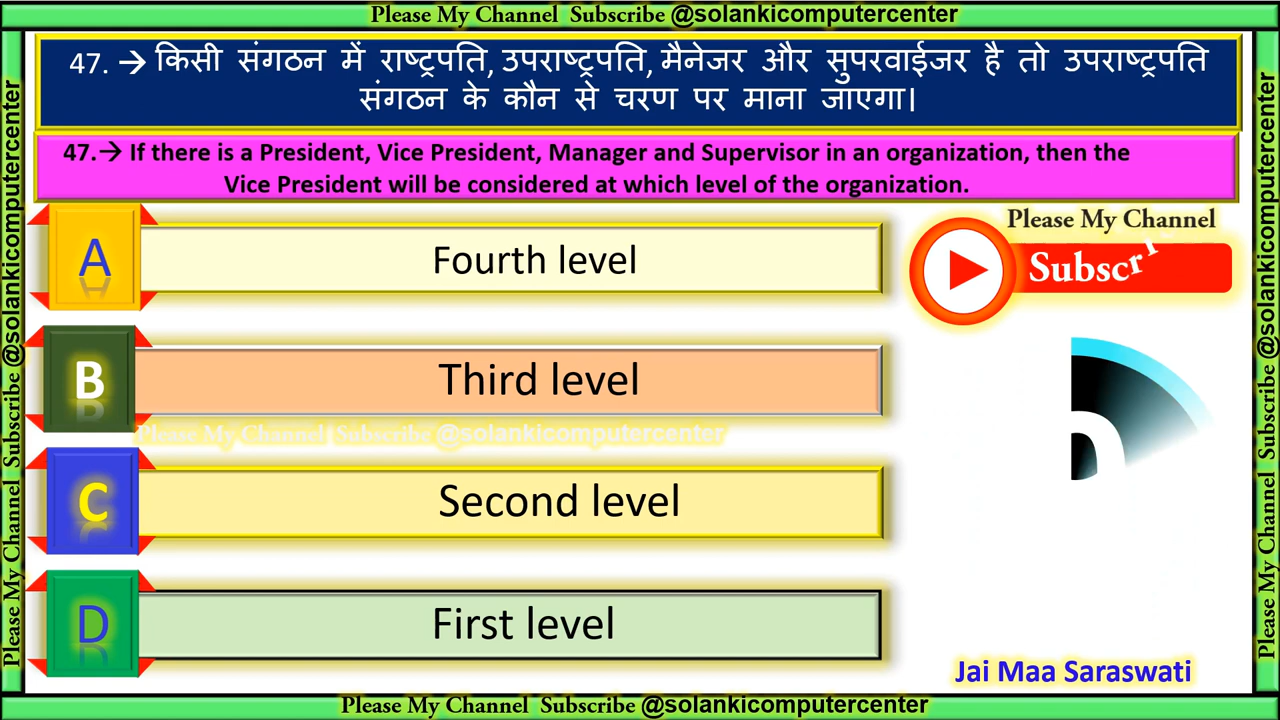 Please My Channel Subscribe @solankicomputercenter
47. → किसी संगठन में राष्ट्रपति, उपराष्ट्रपति, मैनेजर और सुपरवाईजर है तो उपराष्ट्रपति
संगठन के कौन से चरण पर माना जाएगा।
47.→ If there is a President, Vice President, Manager and Supervisor in an organization, then the
Vice President will be considered at which level of the organization.
A
Fourth level
Please My Channel
Subscri
B
Third level
Please My Channel Subscribe @solankicomputercenter
C
Second level
D
First level
Jai Maa Saraswati
Please My Channel Subscribe @solankicomputercenter
Please My Channel Subscribe @solankicomputercenter
Please My Channel Subscribe @solankicomputercenter